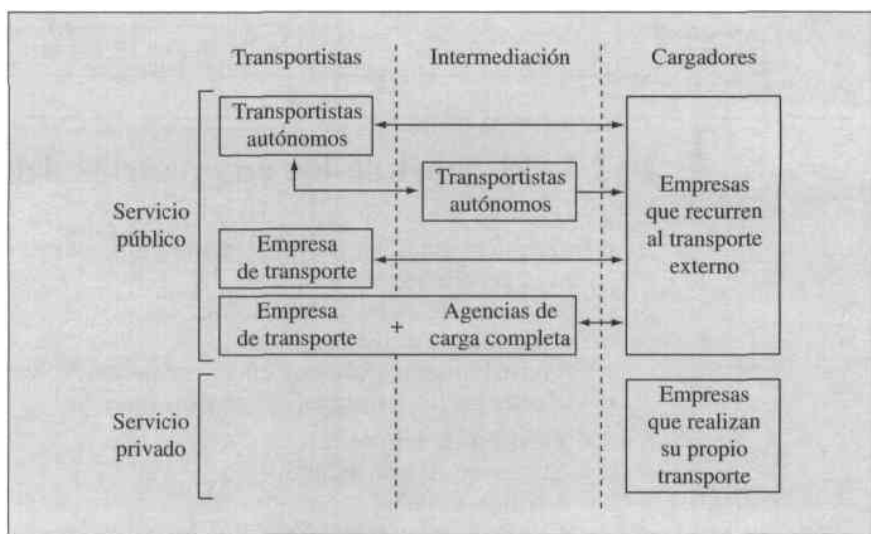 Transportistas
Intermediación
Cargadores
Servicio
público
Transportistas
autónomos
Transportistas
autónomos
Empresa
de transporte
Empresa
de transporte
+
Agencias de
carga completa
Empresas
que recurren
al transporte
externo
Servicio
privado
Empresas
que realizan
su propio
transporte